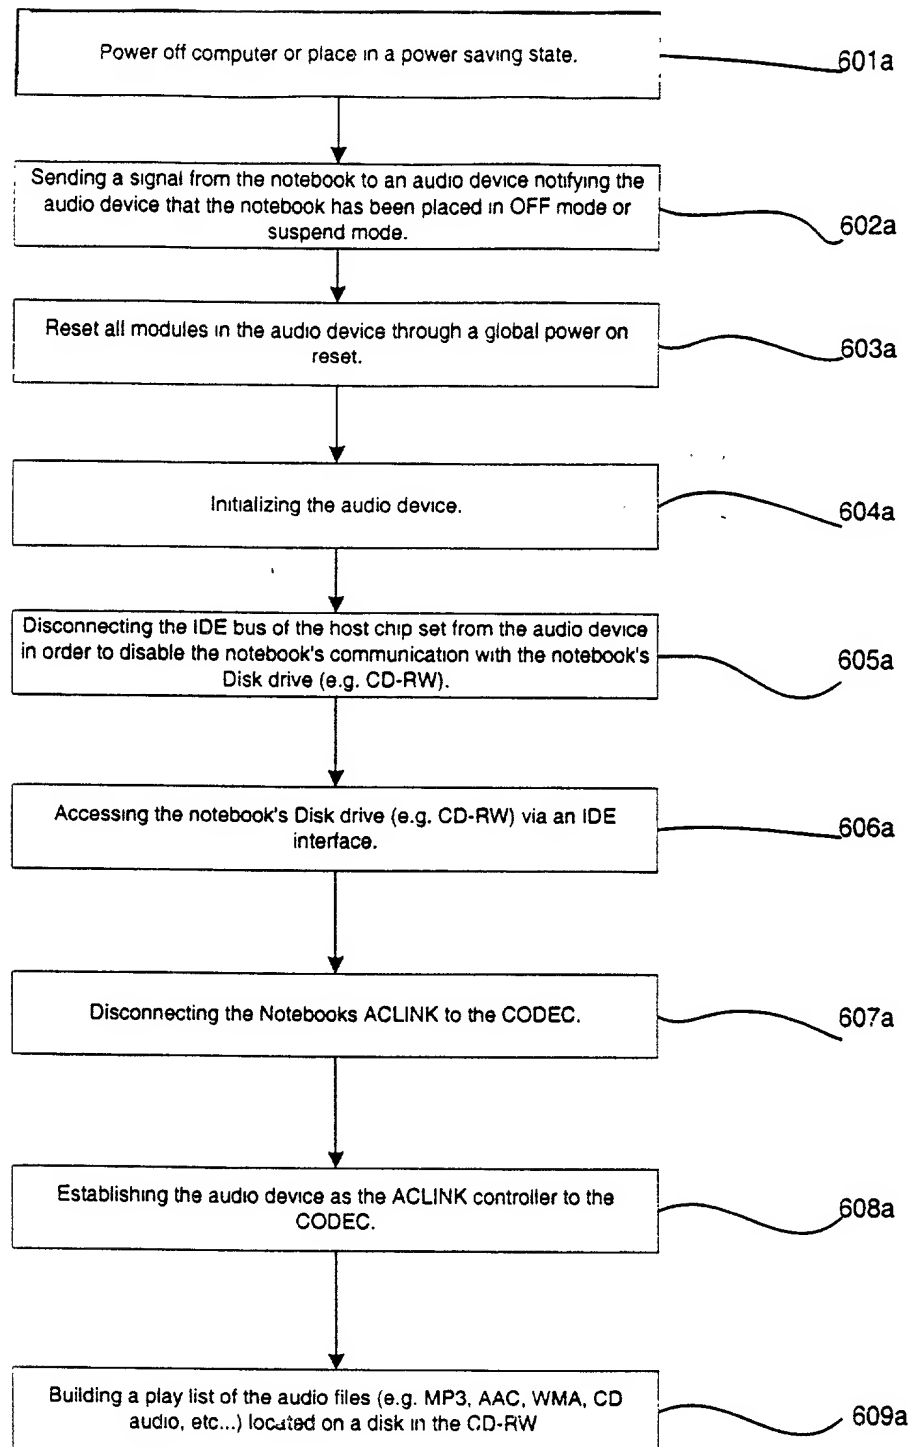 Power off computer or place in a power saving state.
601a
Sending a signal from the notebook to an audio device notifying the
audio device that the notebook has been placed in OFF mode or
suspend mode.
602a
Reset all modules in the audio device through a global power on
reset.
603a
Initializing the audio device.
604a
Disconnecting the IDE bus of the host chip set from the audio device
in order to disable the notebook's communication with the notebook's
Disk drive (e.g. CD-RW).
605a
Accessing the notebook's Disk drive (e.g. CD-RW) via an IDE
interface.
606a
Disconnecting the Notebooks ACLINK to the CODEC.
607a
Establishing the audio device as the ACLINK controller to the
CODEC.
608a
Building a play list of the audio files (e.g. MP3, AAC, WMA, CD
audio, etc...) located on a disk in the CD-RW
609a